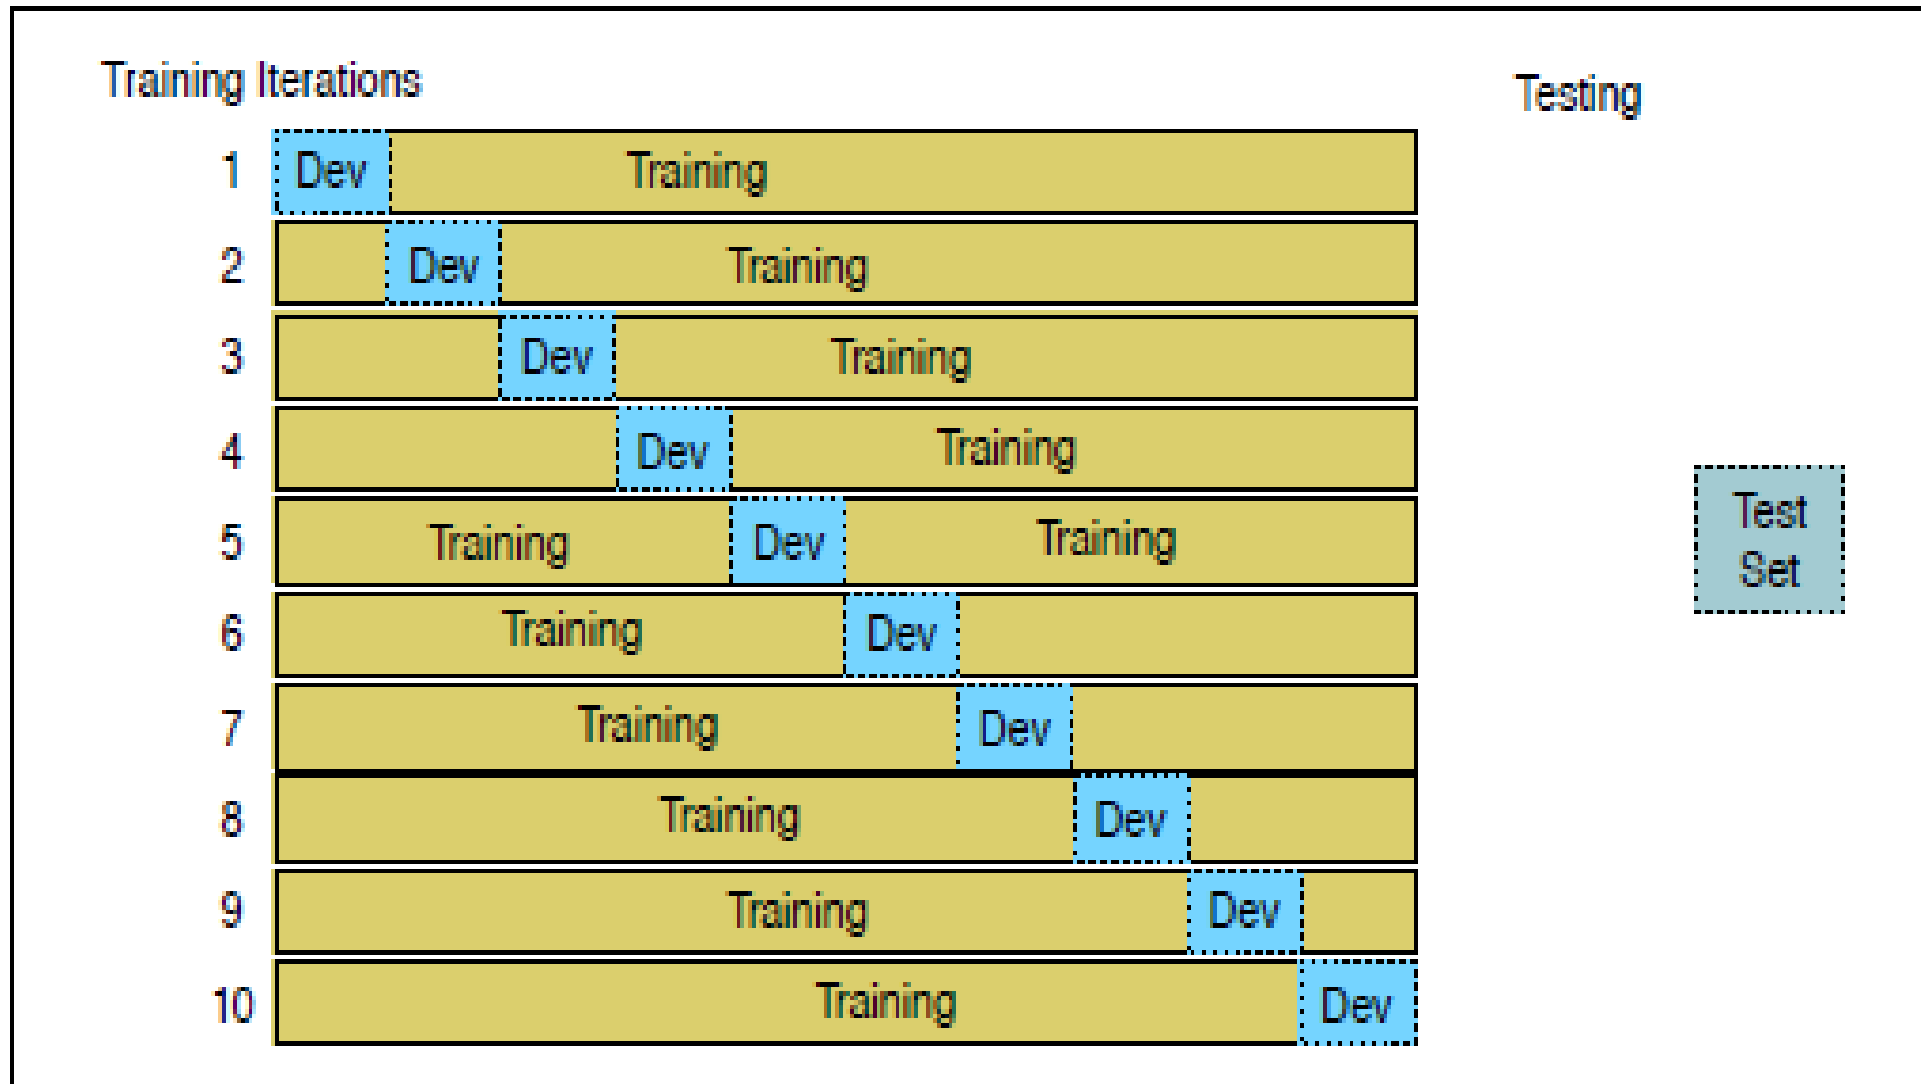 Training Iterations
Testing
1 Dev Training
2 Dev Training
3 Dev Training
4 Dev Training
5 Training Dev Training
6 Training Dev
7 Training Dev
8 Training Dev
9 Training Dev
10 Training Dev
Test
Set